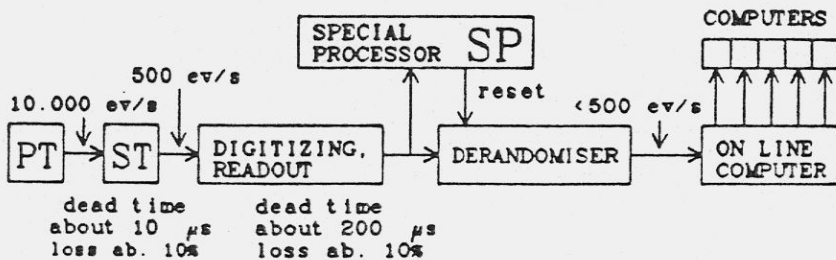 COMPUTERS
SPECIAL
PROCESSOR SP
500 ev/s
10.000 ev/s
reset
<500 ev/s
PT
ST
DIGITIZING,
READOUT
DERANDOMISER
ON LINE
COMPUTER
dead time
about 10 µs
loss ab. 10%
dead time
about 200 µs
loss ab. 10%